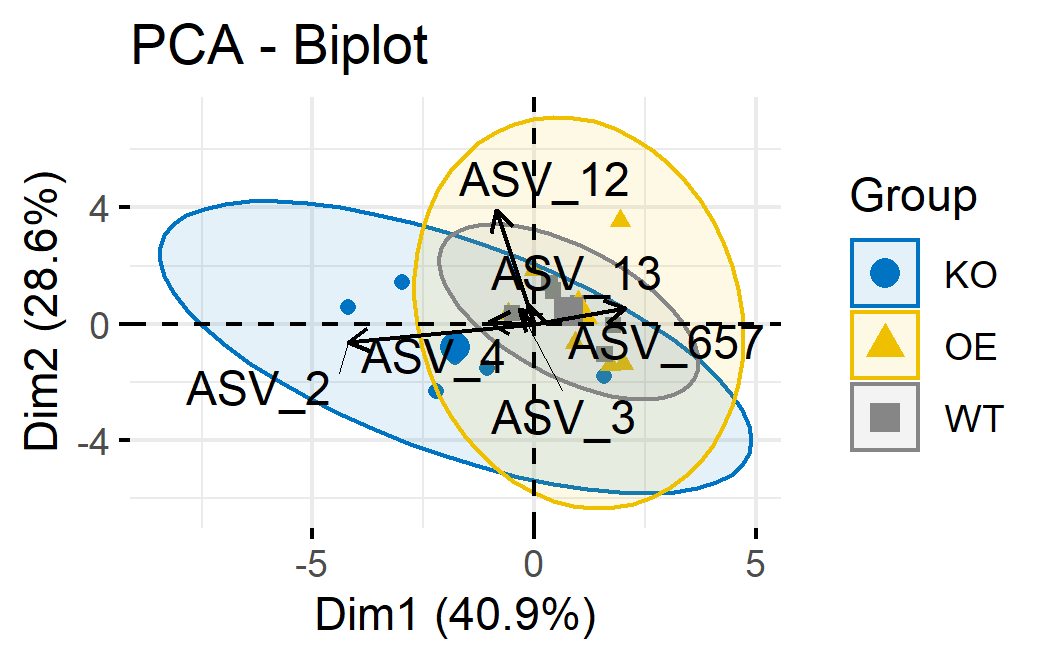 PCA - Biplot
Dim2 (28.6%)
4
0
-4
ASV_12
ASV_13
ASV_657
ASV_4
ASV_2
ASV_3
-5
0
5
Dim1 (40.9%)
Group
KO
OE
WT